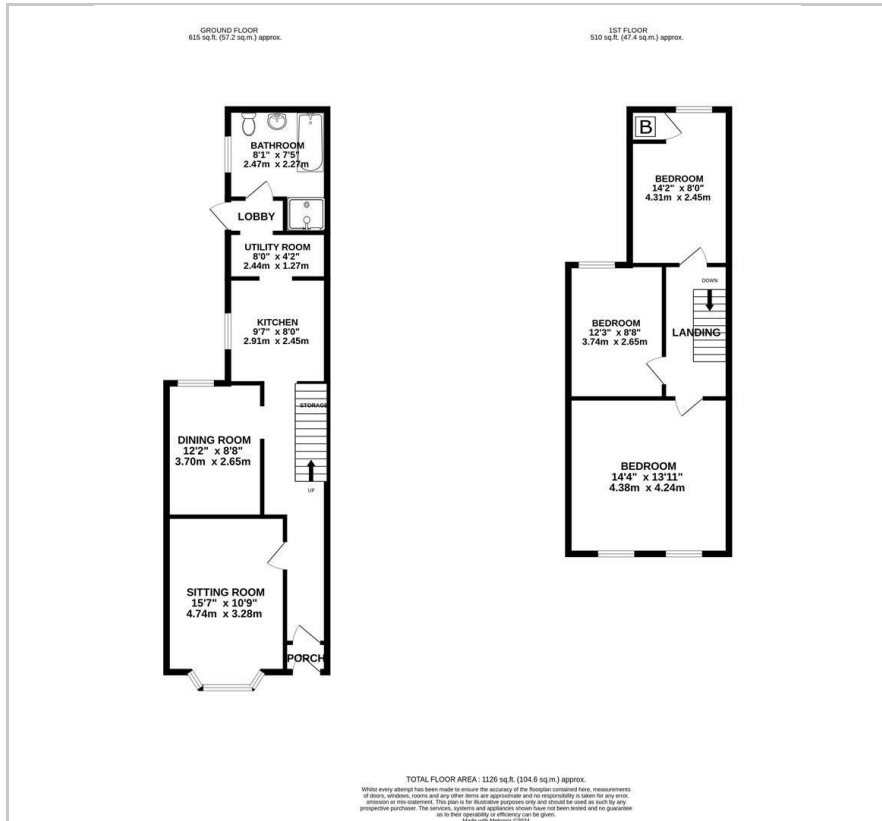 GROUND FLOOR
615 sq.ft. (57.2 sq.m.) approx.
BATHROOM
8'1" x 7'5"
2.47m x 2.27m
LOBBY
UTILITY ROOM
8'0" x 4'2"
2.44m x 1.27m
KITCHEN
9'7" x 8'0"
2.91m x 2.45m
STORAGE
DINING ROOM
12'2" x 8'8"
3.70m x 2.65m
UP
SITTING ROOM
15'7" x 10'9"
4.74m x 3.28m
PORCH
1ST FLOOR
510 sq.ft. (47.4 sq.m.) approx.
B
BEDROOM
14'2" x 8'0"
4.31m x 2.45m
DOWN
BEDROOM
12'3" x 8'8"
3.74m x 2.65m
LANDING
BEDROOM
14'4" x 13'11"
4.38m x 4.24m
TOTAL FLOOR AREA : 1126 sq.ft. (104.6 sq.m.) approx.
Whilst every attempt has been made to ensure the accuracy of the floorplan contained here, measurements
of doors, windows, rooms and any other items are approximate and no responsibility is taken for any error,
omission or mis-statement. This plan is for illustrative purposes only and should be used as such by any
prospective purchaser. The services, systems and appliances shown have not been tested and no guarantee
as to their operability or efficiency can be given.
Made with Metropix ©2024